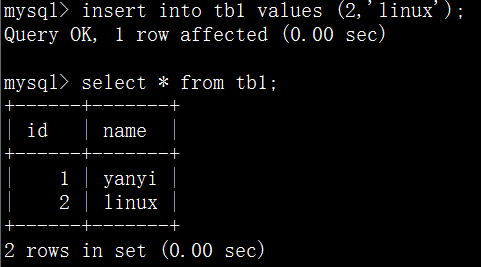 mysql> insert into tb1 values (2,'linux');
Query OK, 1 row affected (0.00 sec)
mysql> select * from tb1;
+------+-------+
| id   | name  |
+------+-------+
|    1 | yanyi |
|    2 | linux |
+------+-------+
2 rows in set (0.00 sec)